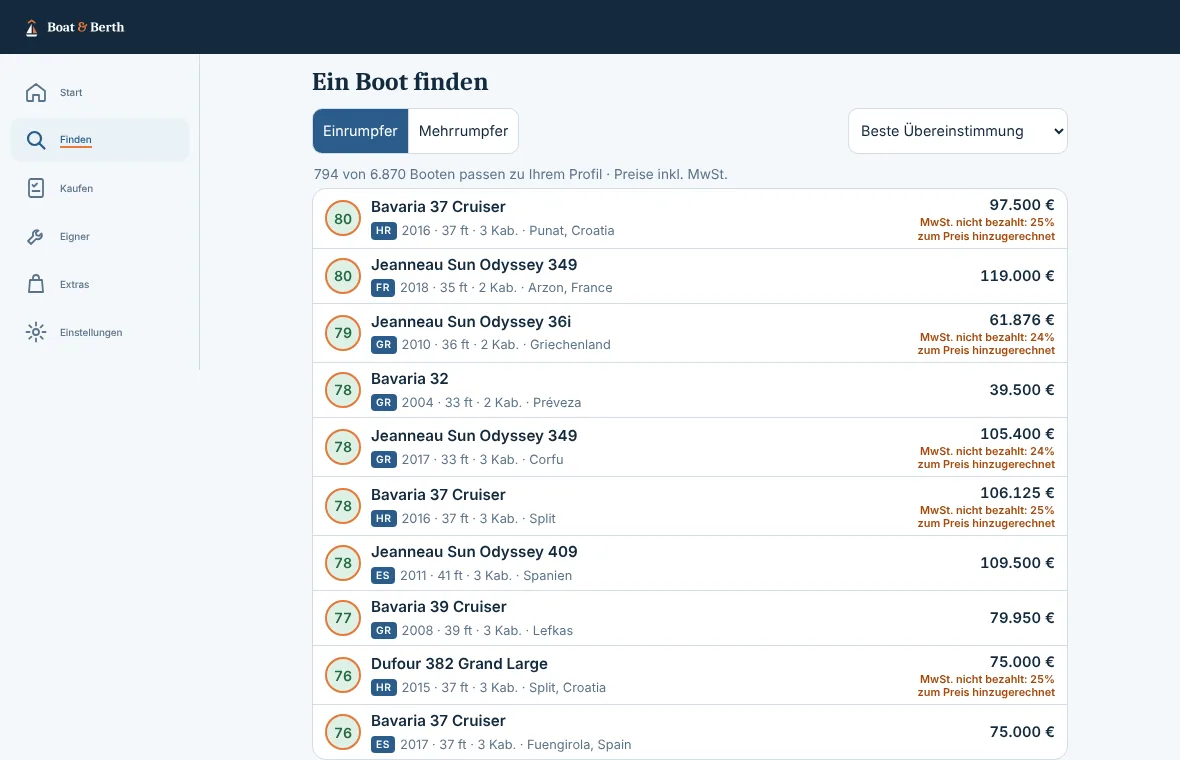 Boat & Berth
Start
Finden
Kaufen
Eigner
Extras
Einstellungen
Ein Boot finden
Einrumpfer
Mehrrumpfer
Beste Übereinstimmung
794 von 6.870 Booten passen zu Ihrem Profil · Preise inkl. MwSt.
80
Bavaria 37 Cruiser
HR 2016 · 37 ft · 3 Kab. · Punat, Croatia
97.500 €
MwSt. nicht bezahlt: 25%
zum Preis hinzugerechnet
80
Jeanneau Sun Odyssey 349
FR 2018 · 35 ft · 2 Kab. · Arzon, France
119.000 €
79
Jeanneau Sun Odyssey 36i
GR 2010 · 36 ft · 2 Kab. · Griechenland
61.876 €
MwSt. nicht bezahlt: 24%
zum Preis hinzugerechnet
78
Bavaria 32
GR 2004 · 33 ft · 2 Kab. · Préveza
39.500 €
78
Jeanneau Sun Odyssey 349
GR 2017 · 33 ft · 3 Kab. · Corfu
105.400 €
MwSt. nicht bezahlt: 24%
zum Preis hinzugerechnet
78
Bavaria 37 Cruiser
HR 2016 · 37 ft · 3 Kab. · Split
106.125 €
MwSt. nicht bezahlt: 25%
zum Preis hinzugerechnet
78
Jeanneau Sun Odyssey 409
ES 2011 · 41 ft · 3 Kab. · Spanien
109.500 €
77
Bavaria 39 Cruiser
GR 2008 · 39 ft · 3 Kab. · Lefkas
79.950 €
76
Dufour 382 Grand Large
HR 2015 · 37 ft · 3 Kab. · Split, Croatia
75.000 €
MwSt. nicht bezahlt: 25%
zum Preis hinzugerechnet
76
Bavaria 37 Cruiser
ES 2017 · 37 ft · 3 Kab. · Fuengirola, Spain
75.000 €